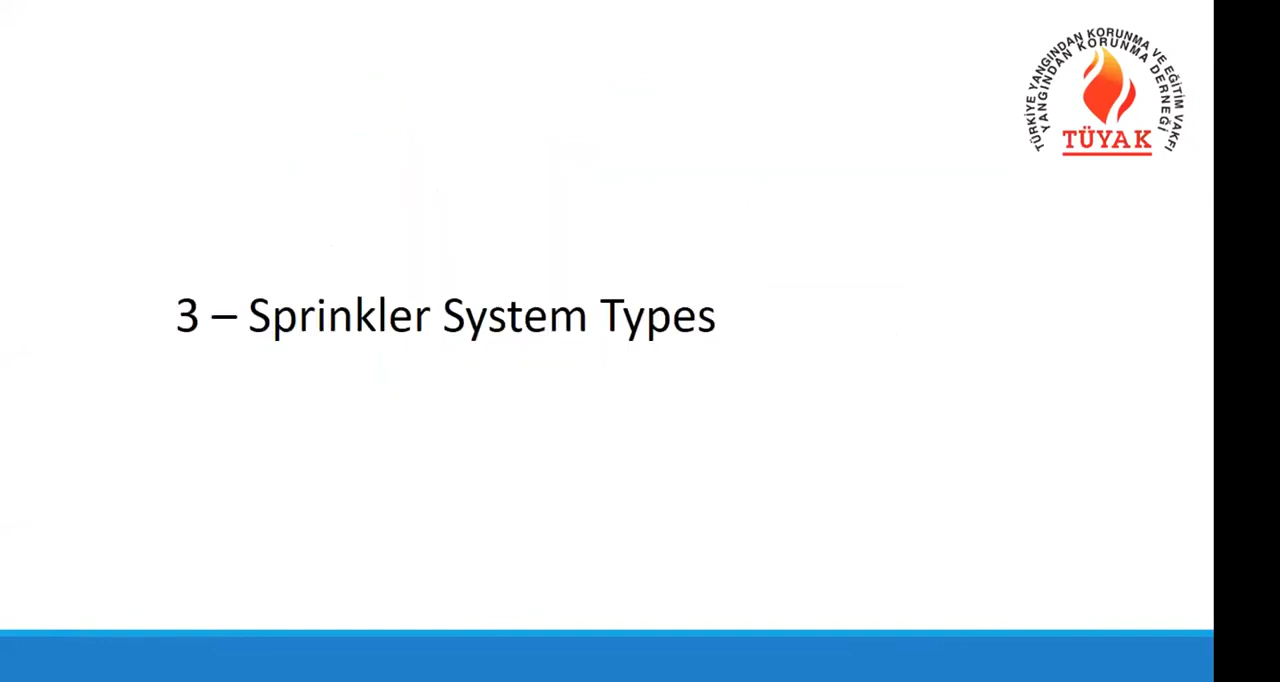 TÜRKİYE YANGINDAN KORUNMA VE EĞİTİM VAKFI
YANGINDAN KORUNMA DERNEĞİ
TÜYAK
3 – Sprinkler System Types